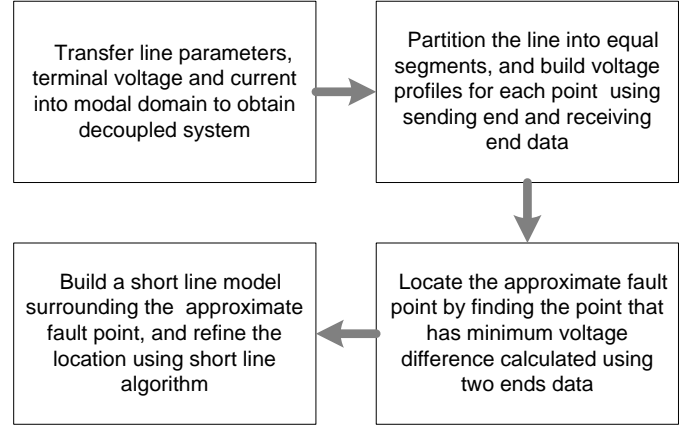 Transfer line parameters,
terminal voltage and current
into modal domain to obtain
decoupled system
Partition the line into equal
segments, and build voltage
profiles for each point using
sending end and receiving
end data
Locate the approximate fault
point by finding the point that
has minimum voltage
difference calculated using
two ends data
Build a short line model
surrounding the approximate
fault point, and refine the
location using short line
algorithm